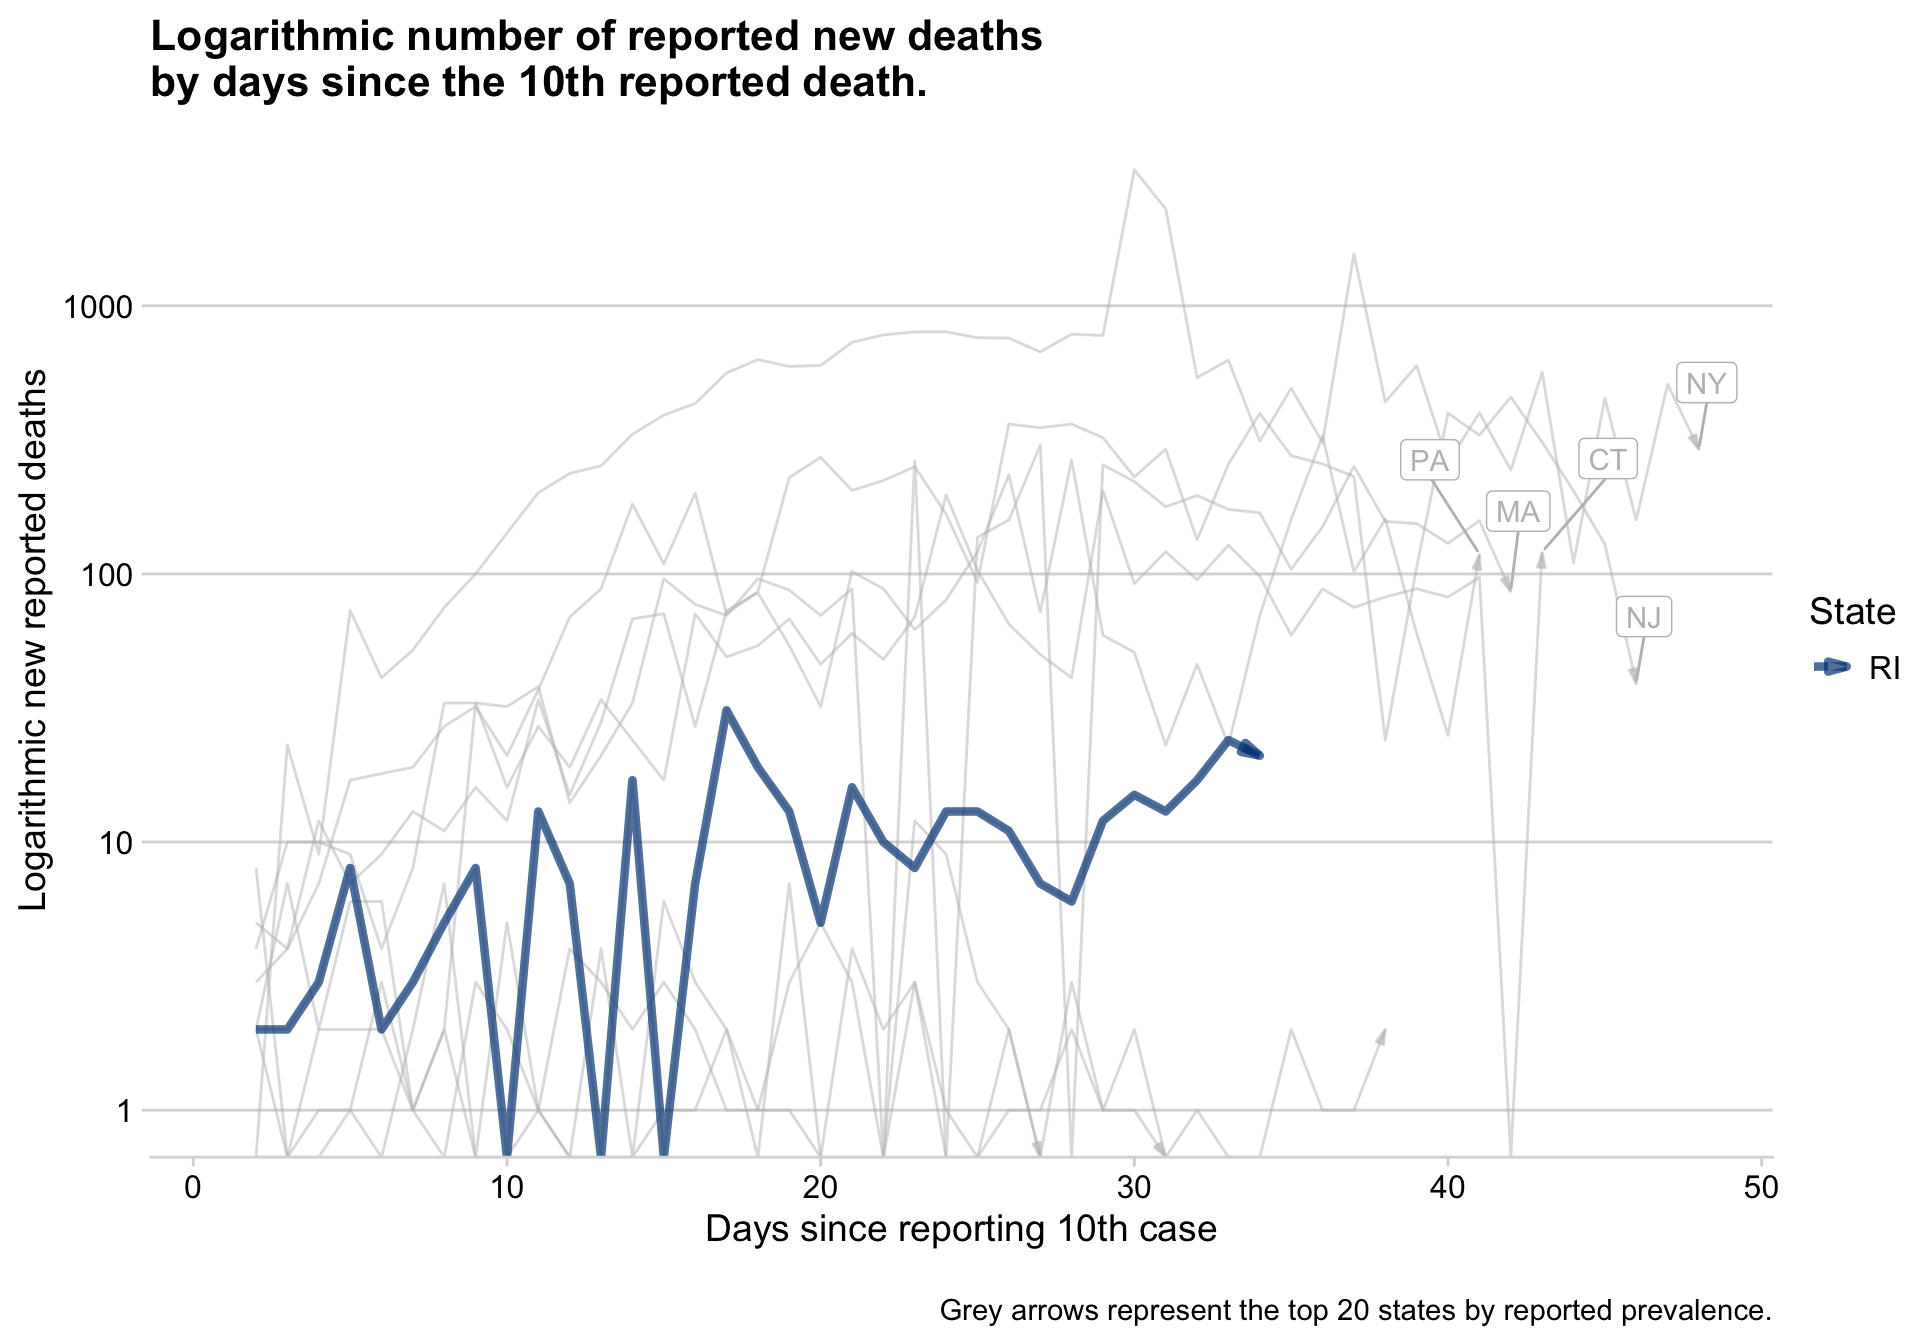 Logarithmic number of reported new deaths
by days since the 10th reported death.
Logarithmic new reported deaths
1000
100
10
1
NY
PA
CT
MA
NJ
State
RI
0
10
20
30
40
50
Days since reporting 10th case
Grey arrows represent the top 20 states by reported prevalence.